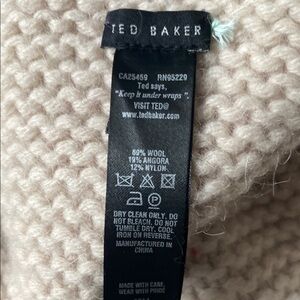 TED BAKER
CA25469 RN95229
Ted says,
"Keep it under wraps"
VISIT TED@
www.tedbaker.com
69% WOOL
19% ANGORA
12% NYLON
P
DRY CLEAN ONLY. DO
NOT BLEACH. DO NOT
TUMBLE DRY. COOL
IRON ON REVERSE.
MANUFACTURED IN
CHINA
MADE WITH CARE,
WEAR WITH PRIDE